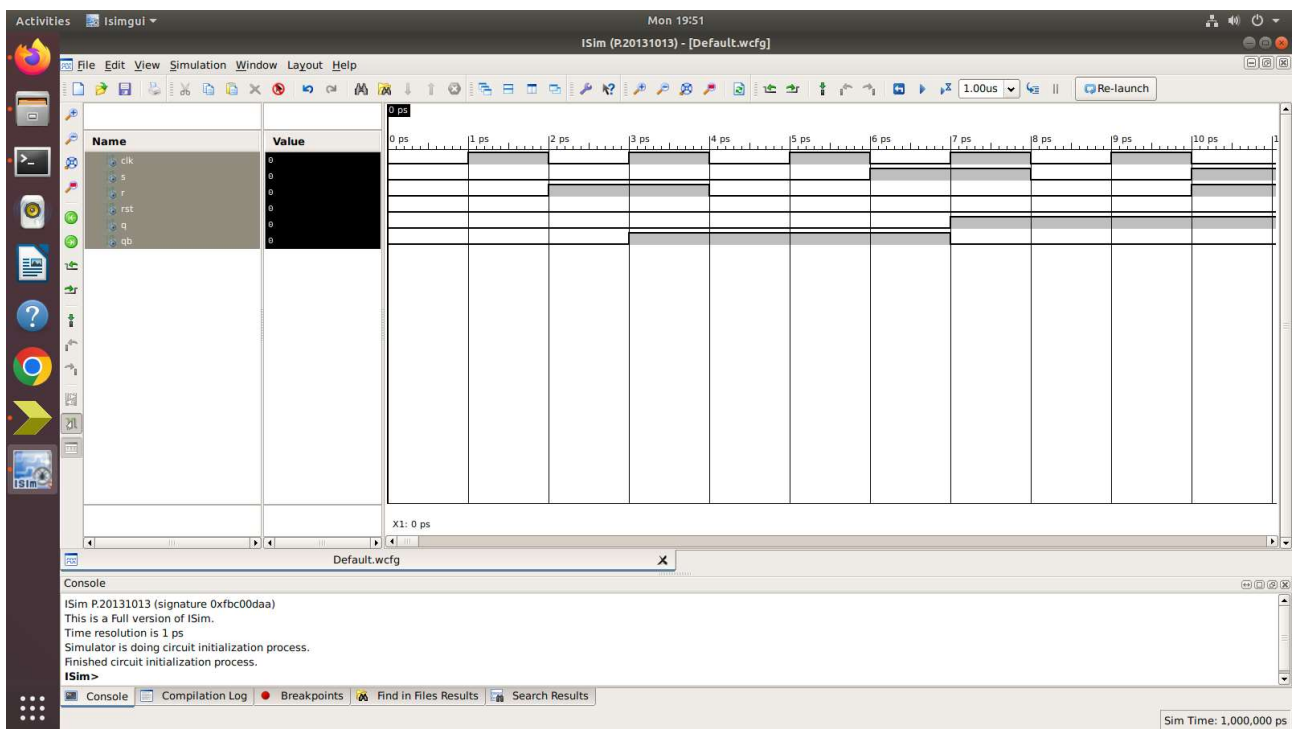 Activities Isimgui Mon 19:51
ISim (P.20131013) - [Default.wcfg]
File Edit View Simulation Window Layout Help
1.00us Re-launch
0 ps
Name Value 0 ps 1 ps 2 ps 3 ps 4 ps 5 ps 6 ps 7 ps 8 ps 9 ps 10 ps 1
clk 0
s 0
r 0
rst 0
q 0
qb 0
X1: 0 ps
Default.wcfg
Console
ISim P.20131013 (signature 0xfbc00daa)
This is a Full version of ISim.
Time resolution is 1 ps
Simulator is doing circuit initialization process.
Finished circuit initialization process.
ISim>
Console Compilation Log Breakpoints Find in Files Results Search Results
Sim Time: 1,000,000 ps
ISim